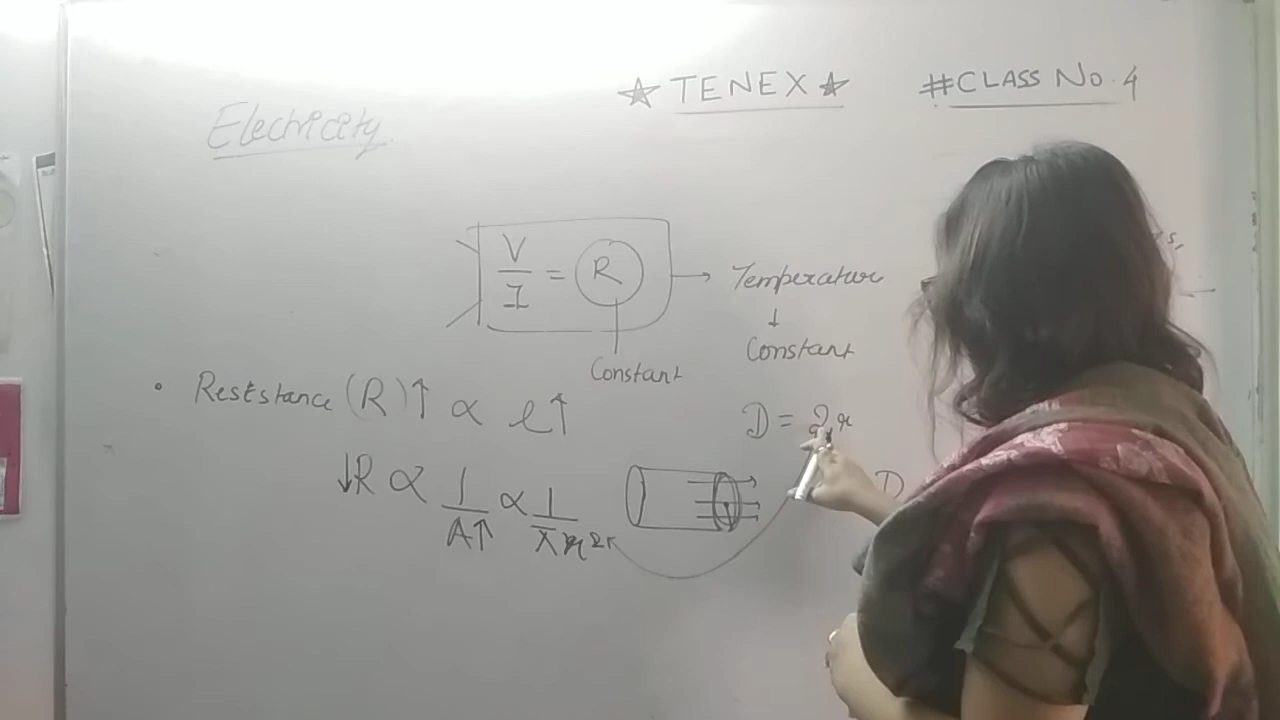 ☆ TENEX ☆ #CLASS No. 4
Electricity
V/I = R → Temperature
↓
Constant
Constant
• Resistance (R)↑ ∝ l↑
D = 2r
↓R ∝ 1/A↑ ∝ 1/πr²
D